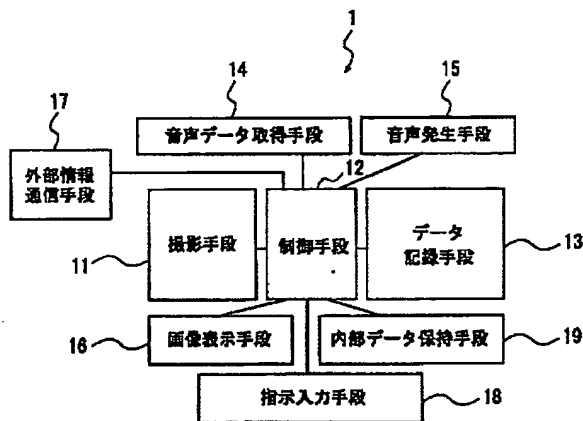 1
14
15
17
音声データ取得手段
音声発生手段
12
外部情報
通信手段
撮影手段
制御手段
データ
記録手段
11
13
16
画像表示手段
内部データ保持手段
19
指示入力手段
18